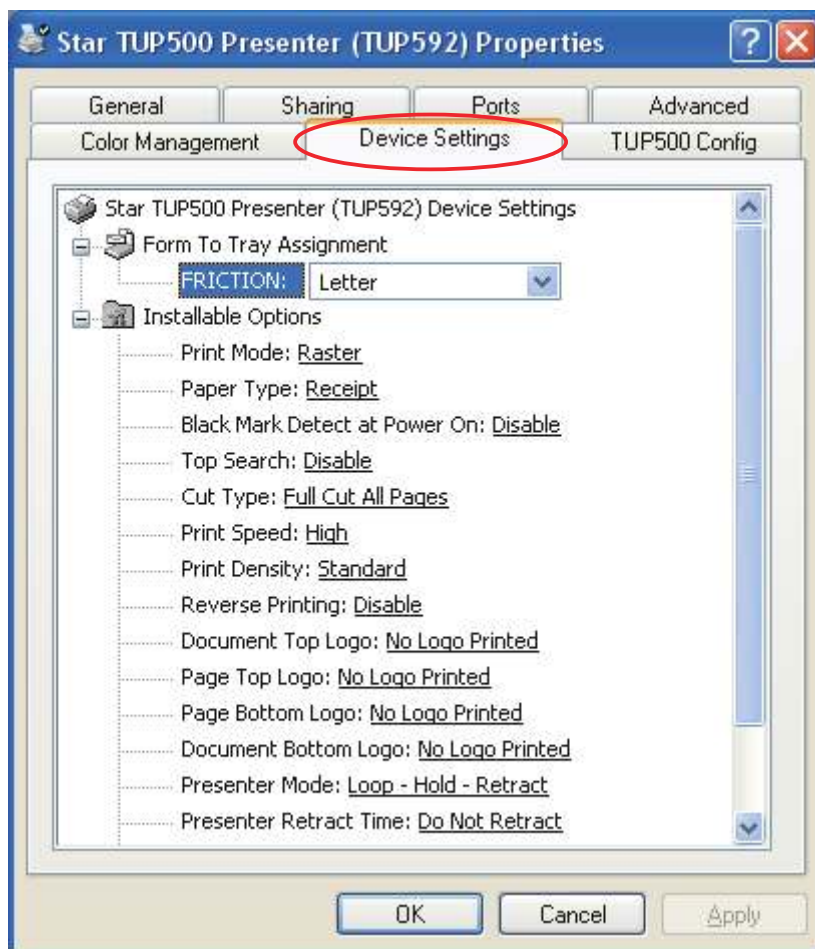 Star TUP500 Presenter (TUP592) Properties
General Sharing Ports Advanced
Color Management Device Settings TUP500 Config
Star TUP500 Presenter (TUP592) Device Settings
Form To Tray Assignment
FRICTION: Letter
Installable Options
Print Mode: Raster
Paper Type: Receipt
Black Mark Detect at Power On: Disable
Top Search: Disable
Cut Type: Full Cut All Pages
Print Speed: High
Print Density: Standard
Reverse Printing: Disable
Document Top Logo: No Logo Printed
Page Top Logo: No Logo Printed
Page Bottom Logo: No Logo Printed
Document Bottom Logo: No Logo Printed
Presenter Mode: Loop - Hold - Retract
Presenter Retract Time: Do Not Retract
OK Cancel Apply